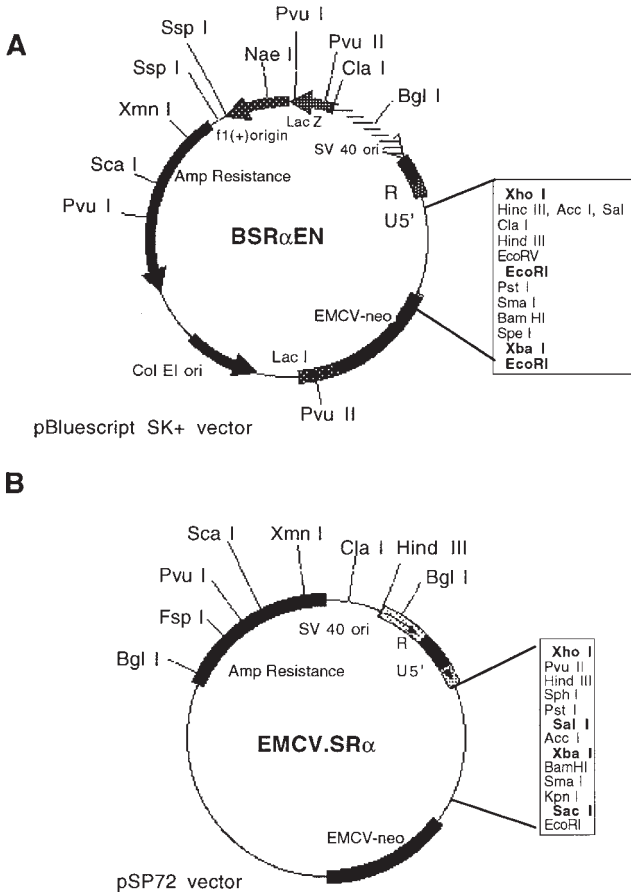 A
Pvu I
Ssp I
Pvu II
Nae I
Cla I
Ssp I
Bgl I
Xmn I
f1(+)origin
Lac Z
SV 40 ori
Sca I
Amp Resistance
R
Pvu I
U5'
BSRαEN
Xho I
Hinc III, Acc I, Sal
Cla I
Hind III
EcoRV
EcoRI
Pst I
Sma I
Bam HI
Spe I
Xba I
EcoRI
EMCV-neo
Lac I
Col EI ori
Pvu II
pBluescript SK+ vector
B
Sca I
Xmn I
Cla I
Hind III
Pvu I
Bgl I
Fsp I
SV 40 ori
R
Bgl I
Amp Resistance
U5'
EMCV.SRα
Xho I
Pvu II
Hind III
Sph I
Pst I
Sal I
Acc I
Xba I
BamHI
Sma I
Kpn I
Sac I
EcoRI
EMCV-neo
pSP72 vector